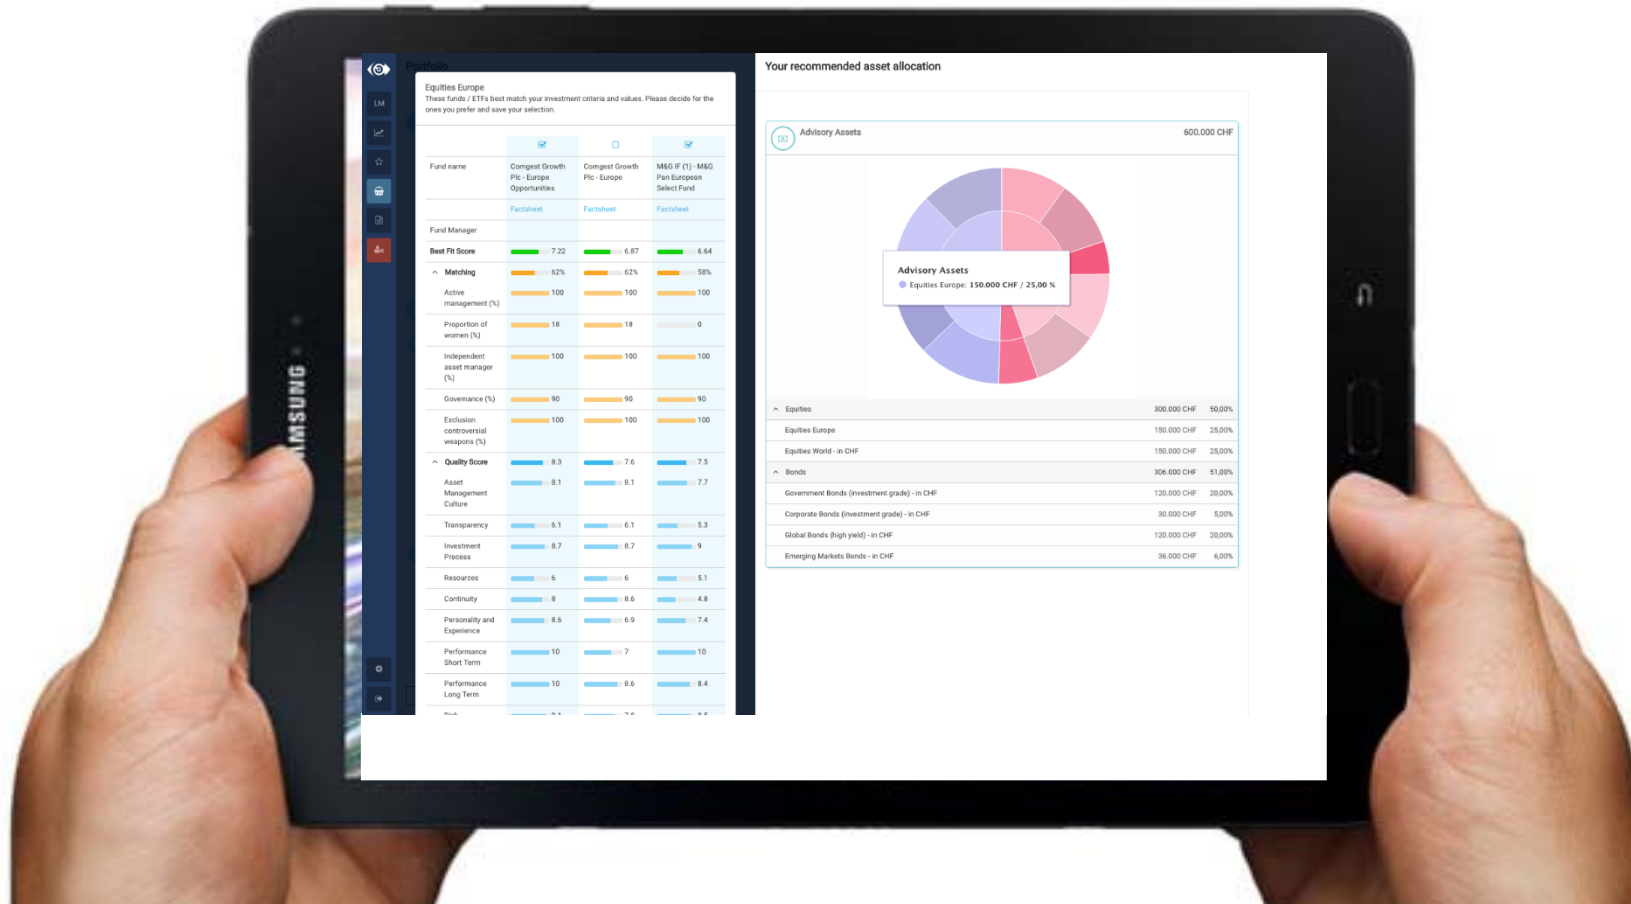 SAMSUNG
Portfolio
LM
Equities Europe
These funds / ETFs best match your investment criteria and values. Please decide for the
ones you prefer and save your selection.
Fund name
Comgest Growth
Plc - Europe
Opportunities
Comgest Growth
Plc - Europe
M&G IF (1) - M&G
Pan European
Select Fund
Factsheet Factsheet Factsheet
Fund Manager
Best Fit Score 7.22 6.87 6.64
Matching 62% 62% 58%
Active
management (%) 100 100 100
Proportion of
women (%) 18 18 0
Independent
asset manager
(%) 100 100 100
Governance (%) 90 90 90
Exclusion
controversial
weapons (%) 100 100 100
Quality Score 8.3 7.6 7.5
Asset
Management
Culture 8.1 8.1 7.7
Transparency 6.1 6.1 5.3
Investment
Process 8.7 8.7 9
Resources 6 6 5.1
Continuity 8 8.6 4.8
Personality and
Experience 8.6 6.9 7.4
Performance
Short Term 10 7 10
Performance
Long Term 10 8.6 8.4
Your recommended asset allocation
Advisory Assets 600.000 CHF
Advisory Assets
Equities Europe: 150.000 CHF / 25,00 %
Equities 300.000 CHF 50,00%
Equities Europe 150.000 CHF 25,00%
Equities World - in CHF 150.000 CHF 25,00%
Bonds 306.000 CHF 51,00%
Government Bonds (investment grade) - in CHF 120.000 CHF 20,00%
Corporate Bonds (investment grade) - in CHF 30.000 CHF 5,00%
Global Bonds (high yield) - in CHF 120.000 CHF 20,00%
Emerging Markets Bonds - in CHF 36.000 CHF 6,00%